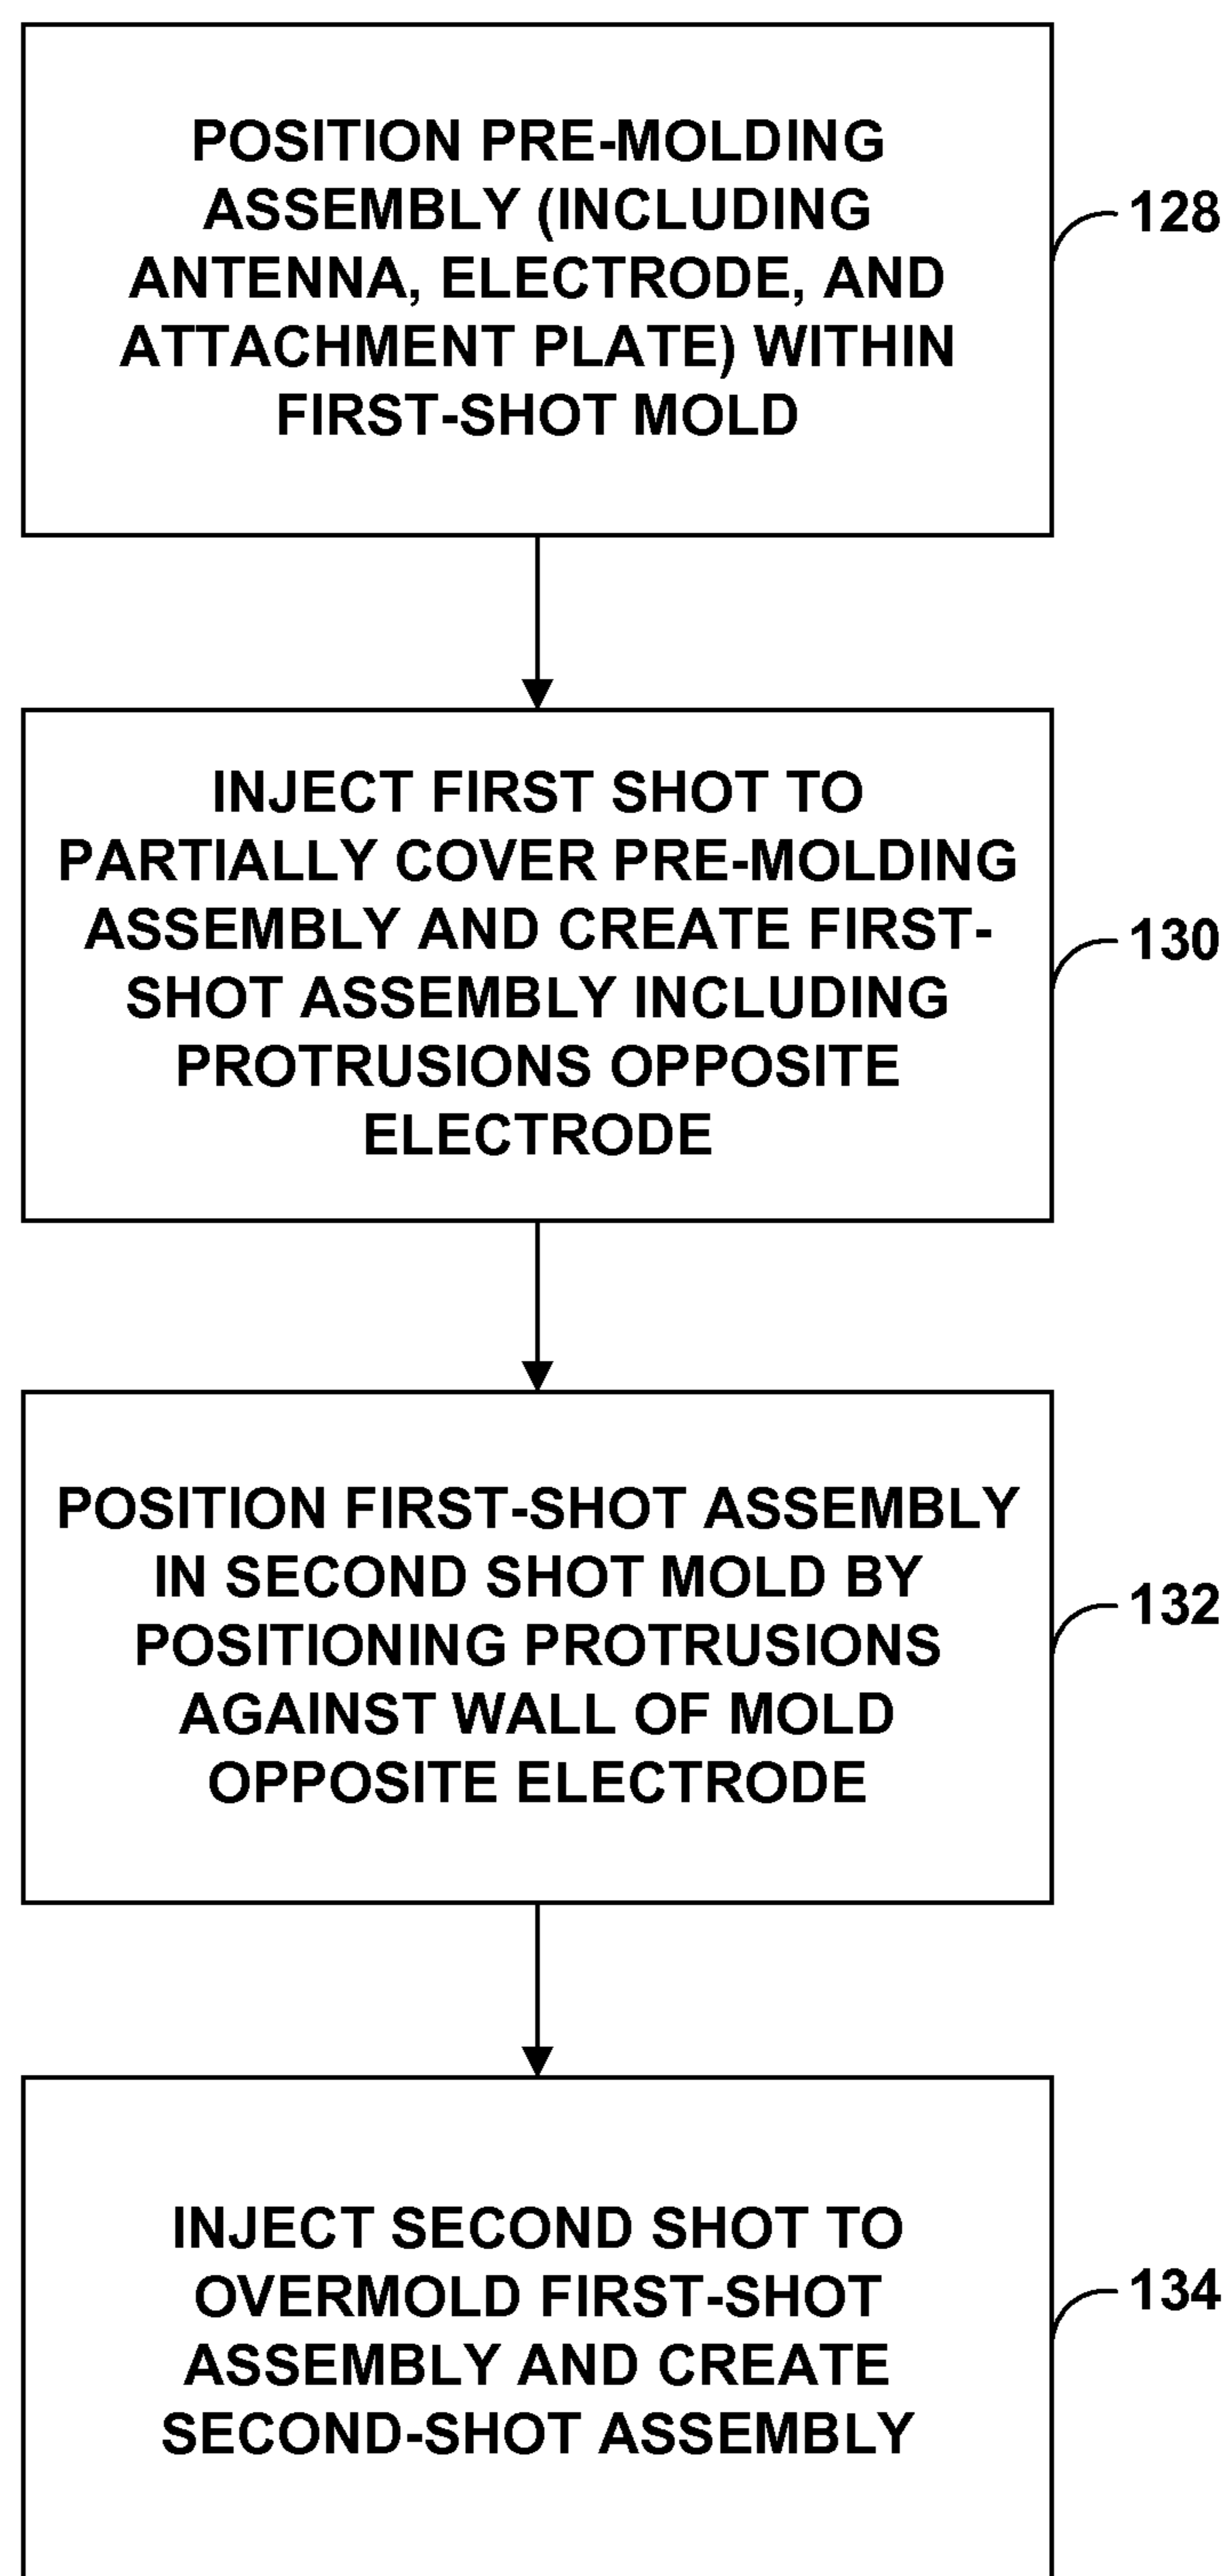 POSITION PRE-MOLDING
ASSEMBLY (INCLUDING
ANTENNA, ELECTRODE, AND
ATTACHMENT PLATE) WITHIN
FIRST-SHOT MOLD
128
INJECT FIRST SHOT TO
PARTIALLY COVER PRE-MOLDING
ASSEMBLY AND CREATE FIRST-
SHOT ASSEMBLY INCLUDING
PROTRUSIONS OPPOSITE
ELECTRODE
130
POSITION FIRST-SHOT ASSEMBLY
IN SECOND SHOT MOLD BY
POSITIONING PROTRUSIONS
AGAINST WALL OF MOLD
OPPOSITE ELECTRODE
132
INJECT SECOND SHOT TO
OVERMOLD FIRST-SHOT
ASSEMBLY AND CREATE
SECOND-SHOT ASSEMBLY
134